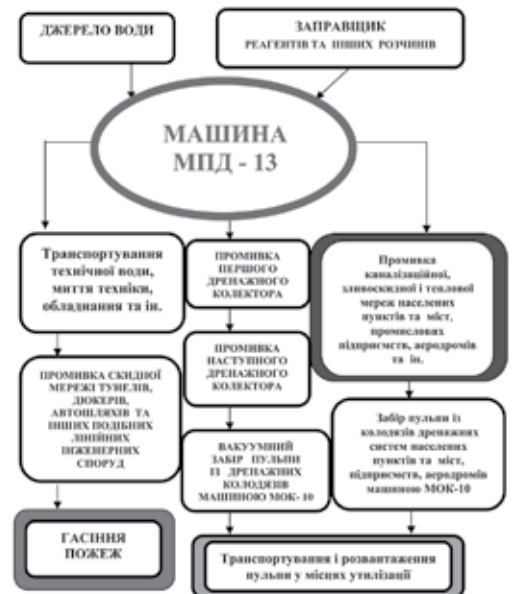 ДЖЕРЕЛО ВОДИ
ЗАПРАВЩИК
РЕАГЕНТІВ ТА ІНШИХ РОЗЧИНІВ
МАШИНА
МПД - 13
Транспортування
технічної води,
миття техніки,
обладнання та ін.
ПРОМИВКА СКИДНОЇ
МЕРЕЖІ ТУНЕЛІВ,
ДЮКЕРІВ,
АВТОШЛЯХІВ ТА
ІНШИХ ПОДІБНИХ
ЛІНІЙНИХ
ІНЖЕНЕРНИХ
СПОРУД
ГАСІННЯ
ПОЖЕЖ
ПРОМИВКА
ПЕРШОГО
ДРЕНАЖНОГО
КОЛЕКТОРА
ПРОМИВКА
НАСТУПНОГО
ДРЕНАЖНОГО
КОЛЕКТОРА
ВАКУУМНИЙ
ЗАБІР ПУЛЬПИ
ІЗ ДРЕНАЖНИХ
КОЛОДЯЗІВ
МАШИНОЮ МОК- 10
Промивка
каналізаційної,
зливоскидної і теплової
мереж населених
пунктів та міст,
промислових
підприємств, аеродромів
та ін.
Забір пульпи із
колодязів дренажних
систем населених
пунктів та міст,
підприємств, аеродромів
машиною МОК-10
Транспортування і розвантаження
пульпи у місцях утилізації